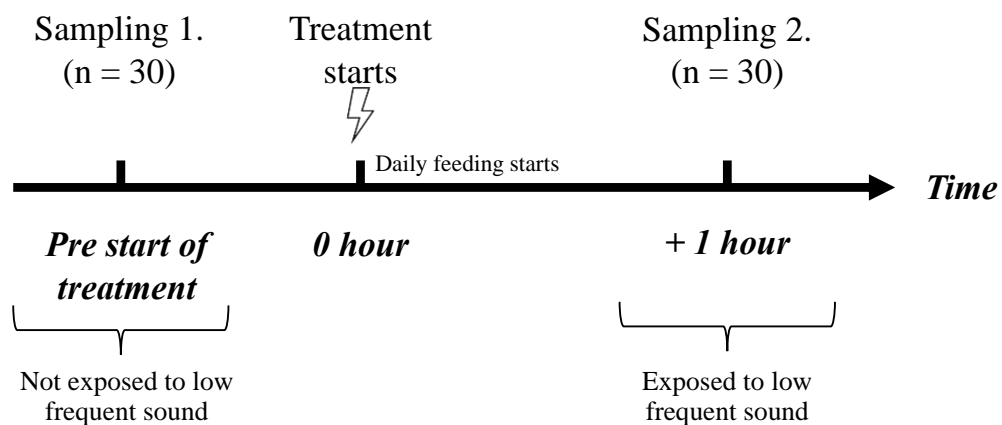 Sampling 1.
(n = 30)
Treatment
starts
Sampling 2.
(n = 30)
Daily feeding starts
Time
Pre start of
treatment
0 hour
+ 1 hour
Not exposed to low
frequent sound
Exposed to low
frequent sound